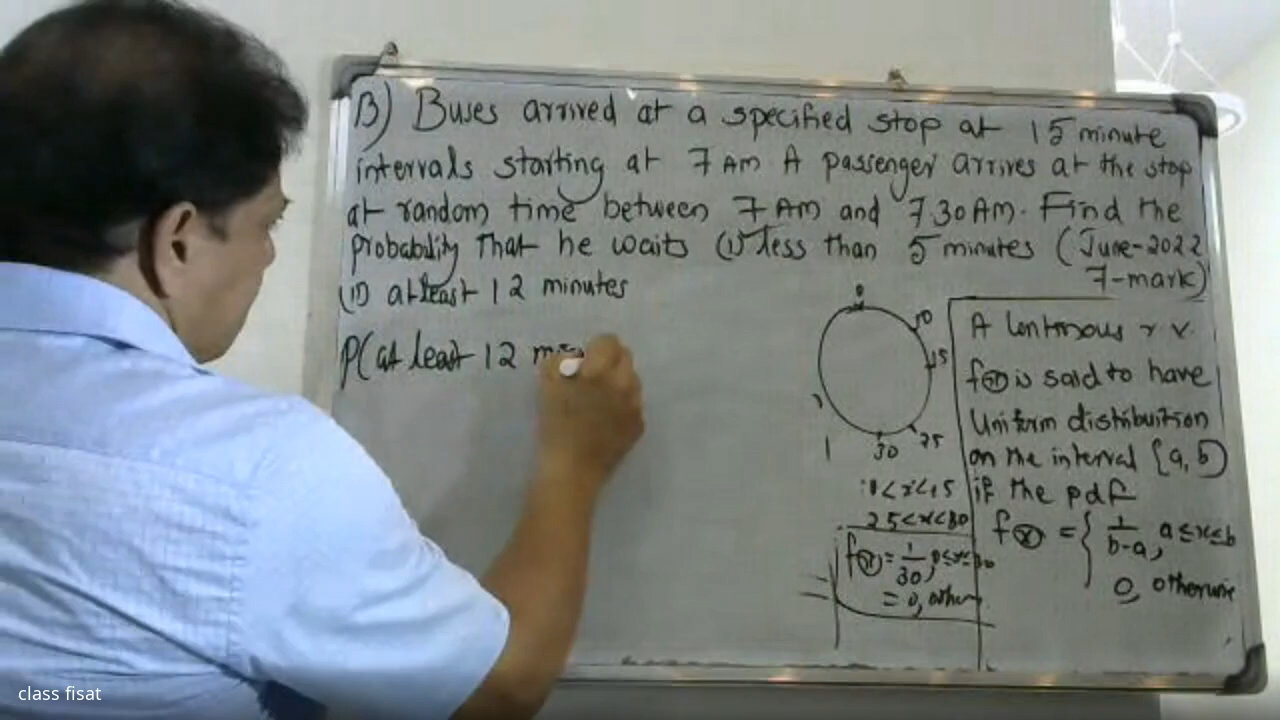 B) Buses arrived at a specified stop at 15 minute
intervals starting at 7 AM A passenger arrives at the stop
at random time between 7 AM and 7 30 AM. Find the
probability That he waits (i) less than 5 minutes (June-2022
7-mark)
(ii) atleast 12 minutes
P(at least 12
0
10
15
25
30
10<x<15
25<x<30
f(x) = 1/30, 0≤x≤30
= 0, other
A Continous r v.
f(x) is said to have
Uniform distribution
on the interval [a, b]
if the pdf
f(x) = { 1/b-a, a≤x≤b
0, otherwise
class fisat